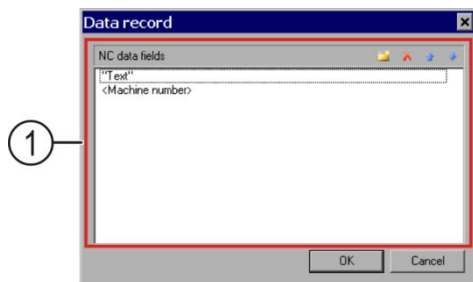 Data record
NC data fields
"Text"
<Machine number>
1
OK
Cancel